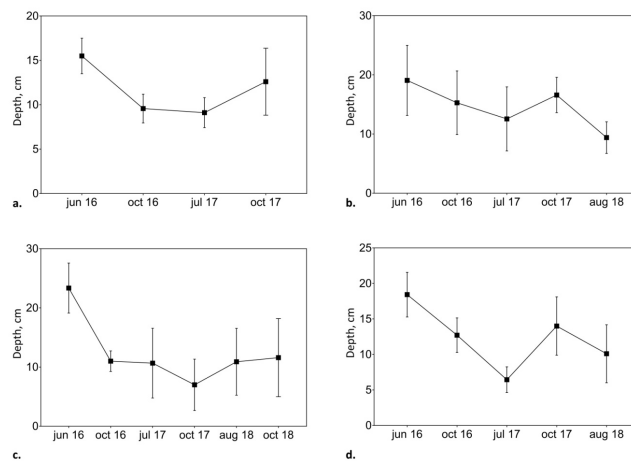 20
15
10
5
0
Depth, cm
jun 16 oct 16 jul 17 oct 17
a.
30
20
10
0
Depth, cm
jun 16 oct 16 jul 17 oct 17 aug 18
b.
30
20
10
0
Depth, cm
jun 16 oct 16 jul 17 oct 17 aug 18 oct 18
c.
25
20
15
10
5
0
Depth, cm
jun 16 oct 16 jul 17 oct 17 aug 18
d.